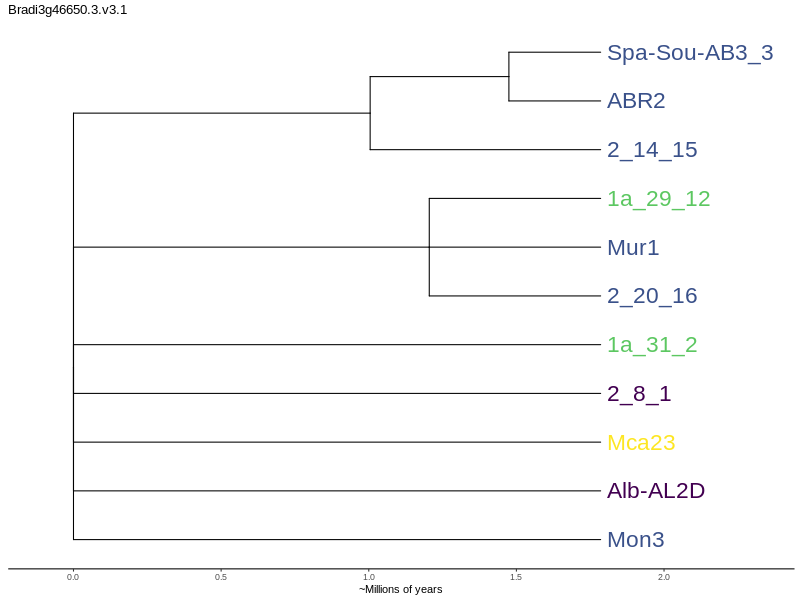 Bradi3g46650.3.v3.1
Spa-Sou-AB3_3
ABR2
2_14_15
1a_29_12
Mur1
2_20_16
1a_31_2
2_8_1
Mca23
Alb-AL2D
Mon3
0.0 0.5 1.0 1.5 2.0
~Millions of years